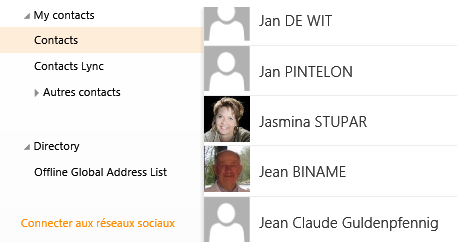 My contacts
Contacts
Contacts Lync
Autres contacts
Directory
Offline Global Address List
Connecter aux réseaux sociaux
Jan DE WIT
Jan PINTELON
Jasmina STUPAR
Jean BINAME
Jean Claude Guldenpfennig